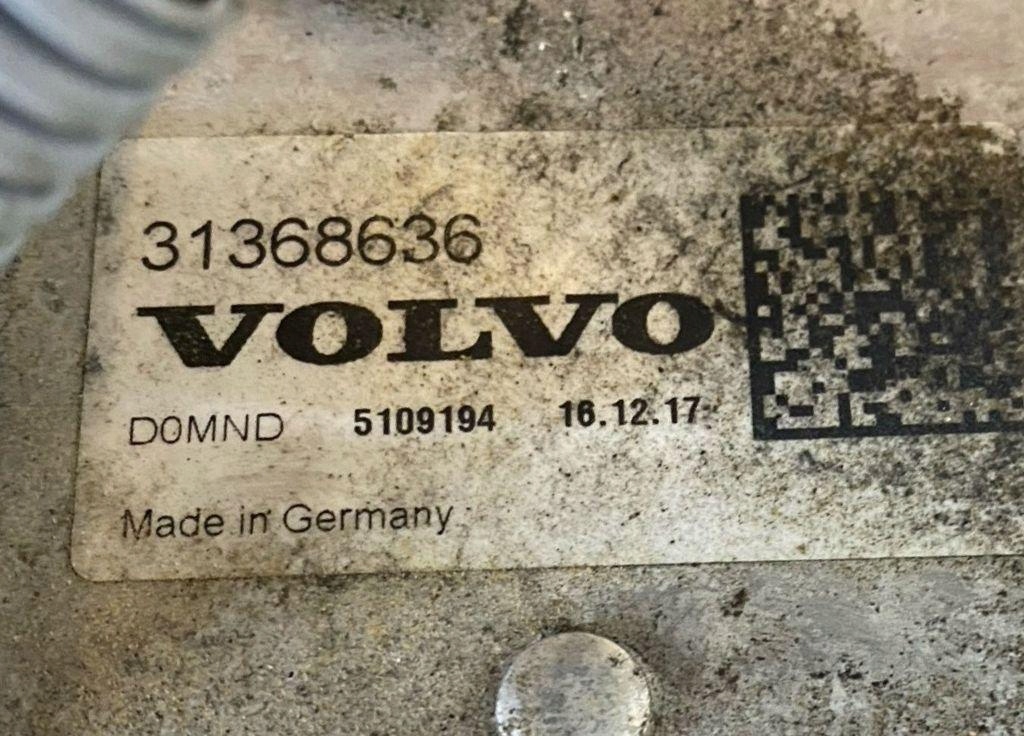 31368636
VOLVO
D0MND 5109194 16.12.17
Made in Germany